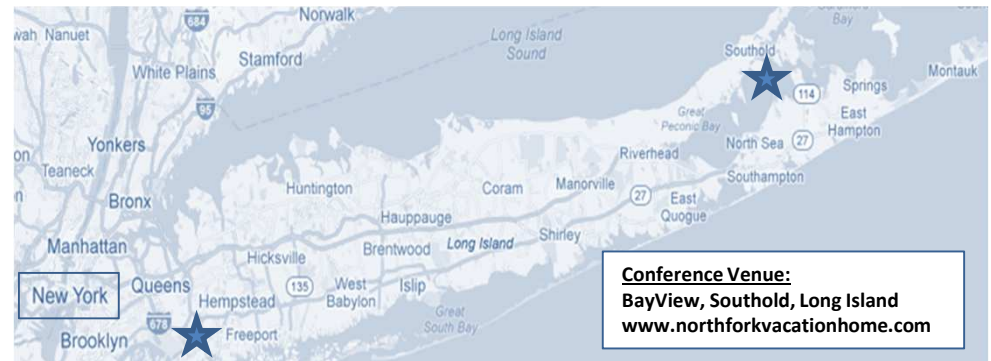 Norwalk
684
Nanuet
Bay
Long Island
Sound
Stamford
White Plains
Southold
Montauk
95
114
Springs
East
Hampton
Great
Peconic Bay
Yonkers
Teaneck
North Sea
27
Riverhead
Southampton
Huntington
Coram
Manorville
27
East
Quogue
Bronx
Hauppauge
Manhattan
Brentwood
Long Island
Shirley
Hicksville
Queens
135
West
Babylon
Islip
New York
Hempstead
Great
South Bay
678
Freeport
Brooklyn
Conference Venue:
BayView, Southold, Long Island
www.northforkvacationhome.com